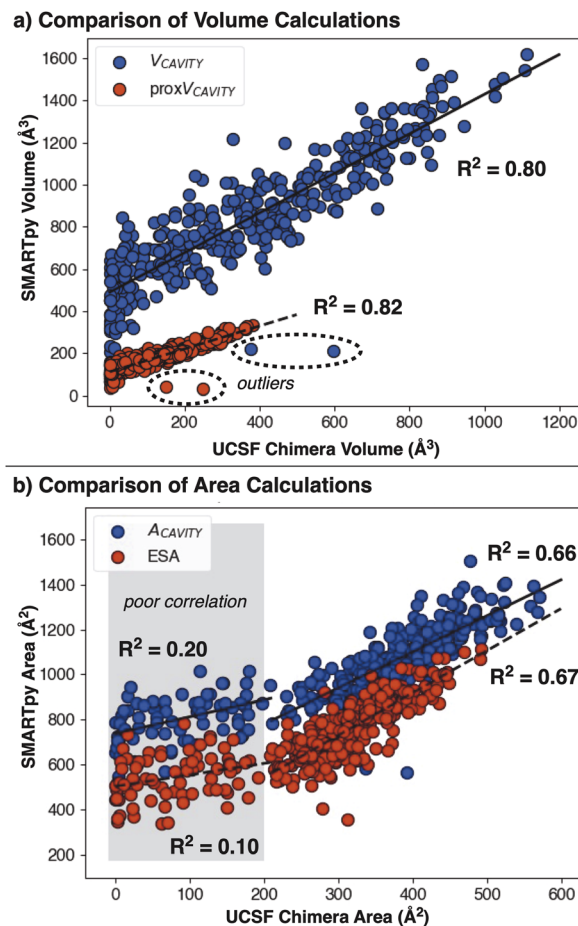 a) Comparison of Volume Calculations
V_CAVITY
proxV_CAVITY
SMARTpy Volume (Å³)
1600
1400
1200
1000
800
600
400
200
0
R² = 0.80
R² = 0.82
outliers
0 200 400 600 800 1000 1200
UCSF Chimera Volume (Å³)
b) Comparison of Area Calculations
A_CAVITY
ESA
SMARTpy Area (Å²)
1600
1400
1200
1000
800
600
400
200
poor correlation
R² = 0.20
R² = 0.66
R² = 0.67
R² = 0.10
0 100 200 300 400 500 600
UCSF Chimera Area (Å²)